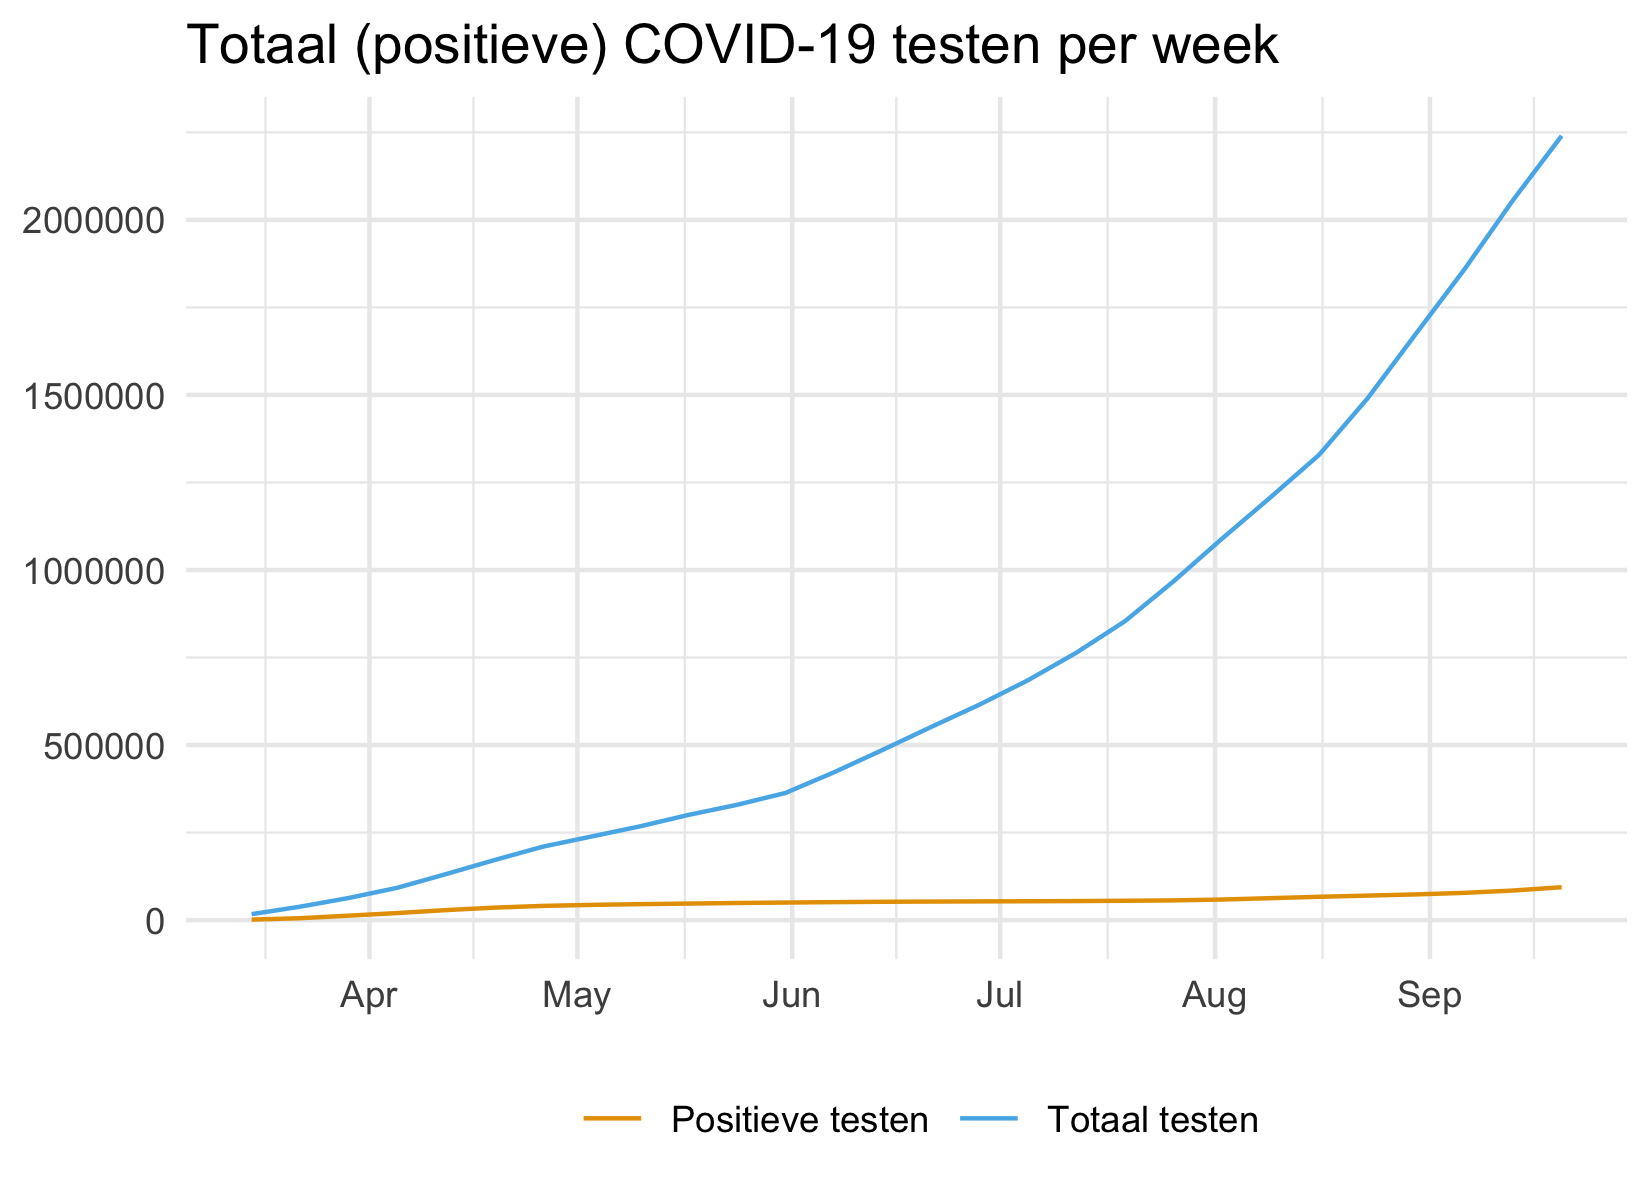 Totaal (positieve) COVID-19 testen per week
2000000
1500000
1000000
500000
0
Apr May Jun Jul Aug Sep
Positieve testen Totaal testen